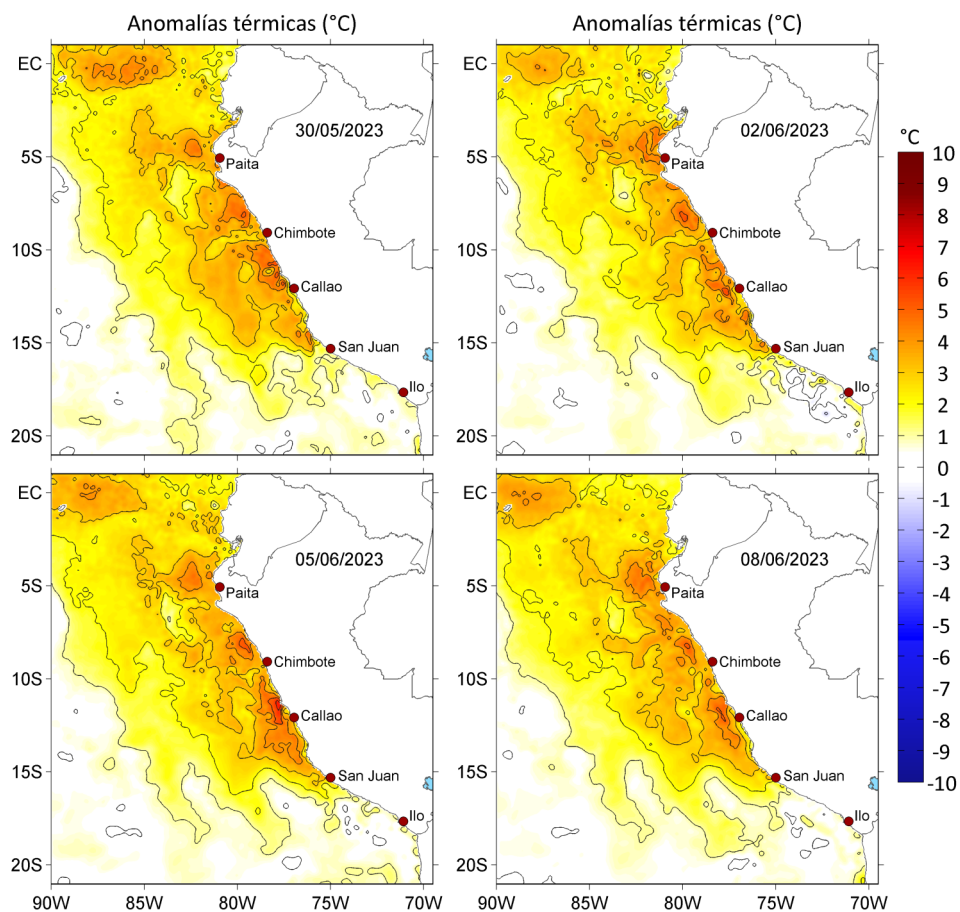 Anomalías térmicas (°C)
Anomalías térmicas (°C)
EC
5S
10S
15S
20S
30/05/2023
Paita
Chimbote
Callao
San Juan
Ilo
EC
5S
10S
15S
20S
02/06/2023
Paita
Chimbote
Callao
San Juan
Ilo
°C
10
9
8
7
6
5
4
3
2
1
0
-1
-2
-3
-4
-5
-6
-7
-8
-9
-10
EC
5S
10S
15S
20S
05/06/2023
Paita
Chimbote
Callao
San Juan
Ilo
90W
85W
80W
75W
70W
EC
5S
10S
15S
20S
08/06/2023
Paita
Chimbote
Callao
San Juan
Ilo
90W
85W
80W
75W
70W